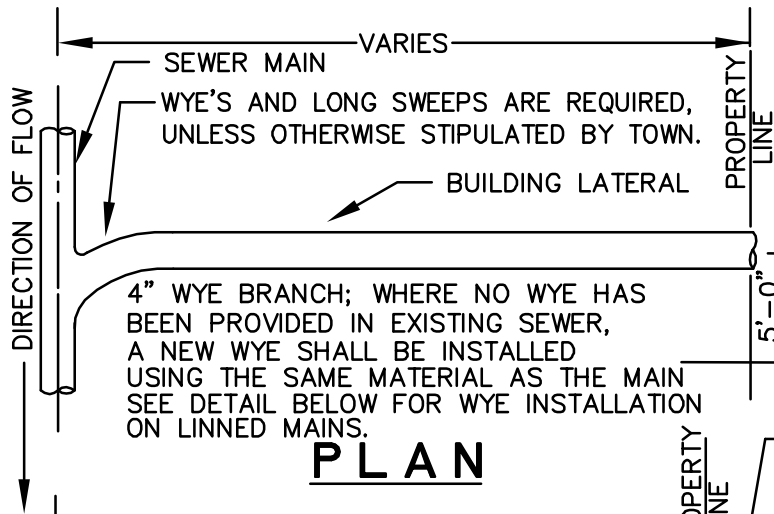 VARIES
SEWER MAIN
WYE'S AND LONG SWEEPS ARE REQUIRED,
UNLESS OTHERWISE STIPULATED BY TOWN.
BUILDING LATERAL
PROPERTY
LINE
DIRECTION OF FLOW
4" WYE BRANCH; WHERE NO WYE HAS
BEEN PROVIDED IN EXISTING SEWER,
A NEW WYE SHALL BE INSTALLED
USING THE SAME MATERIAL AS THE MAIN
SEE DETAIL BELOW FOR WYE INSTALLATION
ON LINNED MAINS.
5'-0"
PLAN